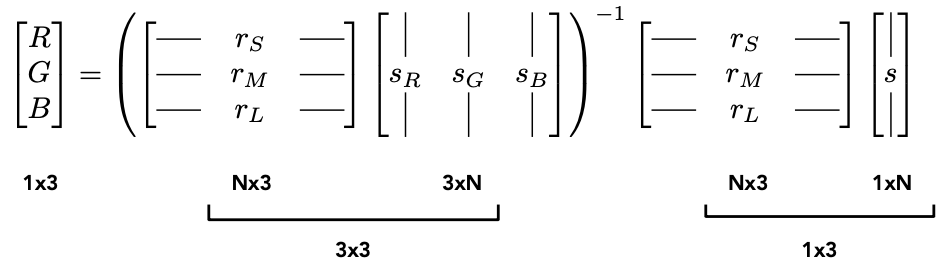 [R G B] = ([r_S r_M r_L] [s_R s_G s_B])^{-1} [r_S r_M r_L] [s]
1x3 Nx3 3xN Nx3 1xN
3x3 1x3